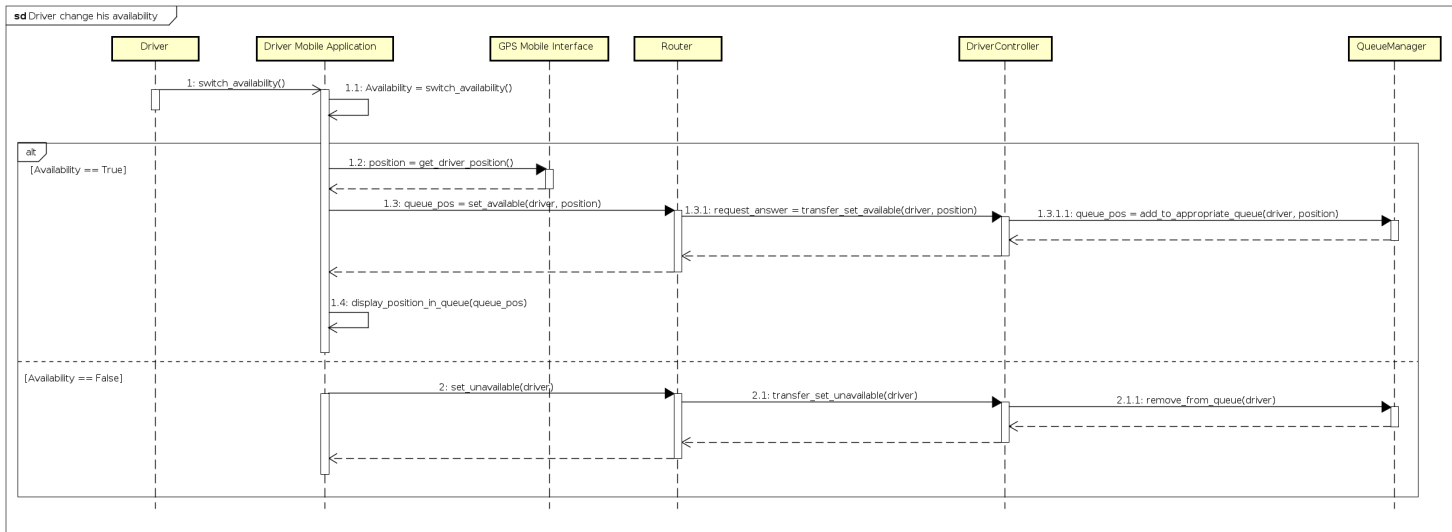 sd Driver change his availability
Driver
Driver Mobile Application
GPS Mobile Interface
Router
DriverController
QueueManager
1: switch_availability()
1.1: Availability = switch_availability()
alt
[Availability == True]
1.2: position = get_driver_position()
1.3: queue_pos = set_available(driver, position)
1.3.1: request_answer = transfer_set_available(driver, position)
1.3.1.1: queue_pos = add_to_appropriate_queue(driver, position)
1.4: display_position_in_queue(queue_pos)
[Availability == False]
2: set_unavailable(driver)
2.1: transfer_set_unavailable(driver)
2.1.1: remove_from_queue(driver)